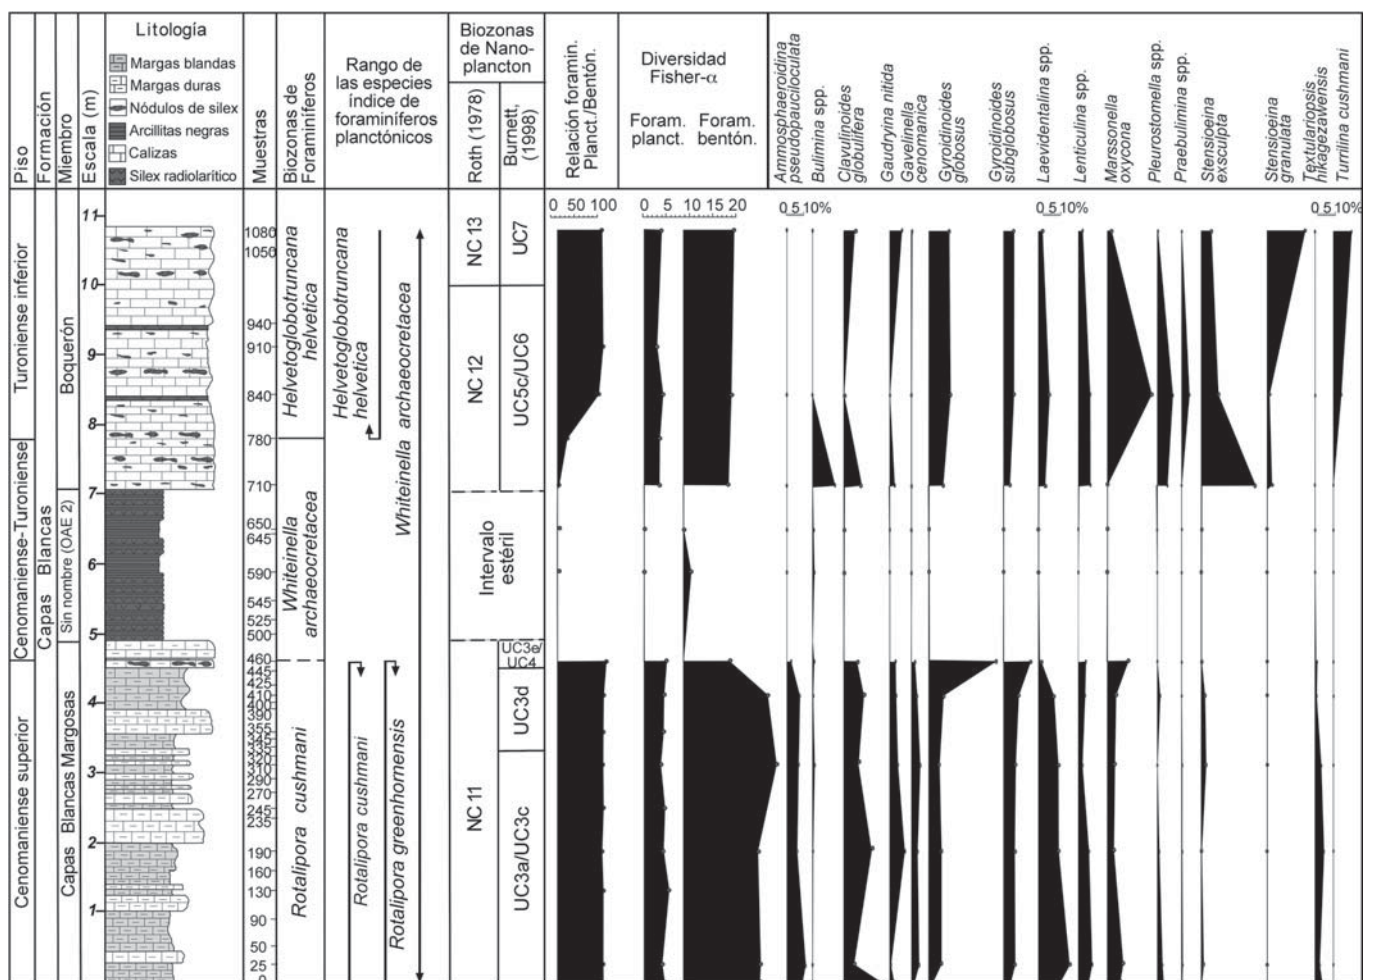 Piso
Formación
Miembro
Escala (m)
Litología
Margas blandas
Margas duras
Nódulos de silex
Arcillitas negras
Calizas
Silex radiolarítico
Muestras
Biozonas de
Foraminíferos
Rango de
las especies
índice de
foraminíferos
planctónicos
Biozonas
de Nano-
plancton
Roth (1978)
Burnett,
(1998)
Relación foramin.
Planct./Bentón.
Diversidad
Fisher-α
Foram.
planct.
Foram.
bentón.
Ammosphaeroidina
pseudopauciloculata
Bulimina spp.
Clavulinoides
globulifera
Gaudryina nitida
Gavelinella
cenomanica
Gyroidinoides
globosus
Gyroidinoides
subglobosus
Laevidentalina spp.
Lenticulina spp.
Marssonella
oxycona
Pleurostomella spp.
Praebulimina spp.
Stensioeina
exsculpta
Stensioeina
granulata
Textulariopsis
hikagezavensis
Turrilina cushmani
0 50 100
0 5 10 15 20
0 5 10%
0 5 10%
0 5 10%
Turoniense inferior
Cenomaniense-Turoniense
Cenomaniense superior
Capas Blancas
Boquerón
Sin nombre (OAE 2)
Capas Blancas Margosas
11
10
9
8
7
6
5
4
3
2
1
1080
1050
940
910
840
780
710
650
645
590
545
525
500
460
445
425
410
400
390
355
345
335
320
310
290
270
245
235
190
160
130
90
50
25
0
Helvetoglobotruncana
helvetica
Whiteinella
archaeocretacea
Rotalipora cushmani
Helvetoglobotruncana
helvetica
Whiteinella archaeocretacea
Rotalipora cushmani
Rotalipora greenhornensis
NC 13
NC 12
Intervalo
estéril
NC 11
UC7
UC5c/UC6
UC3e/
UC4
UC3d
UC3a/UC3c